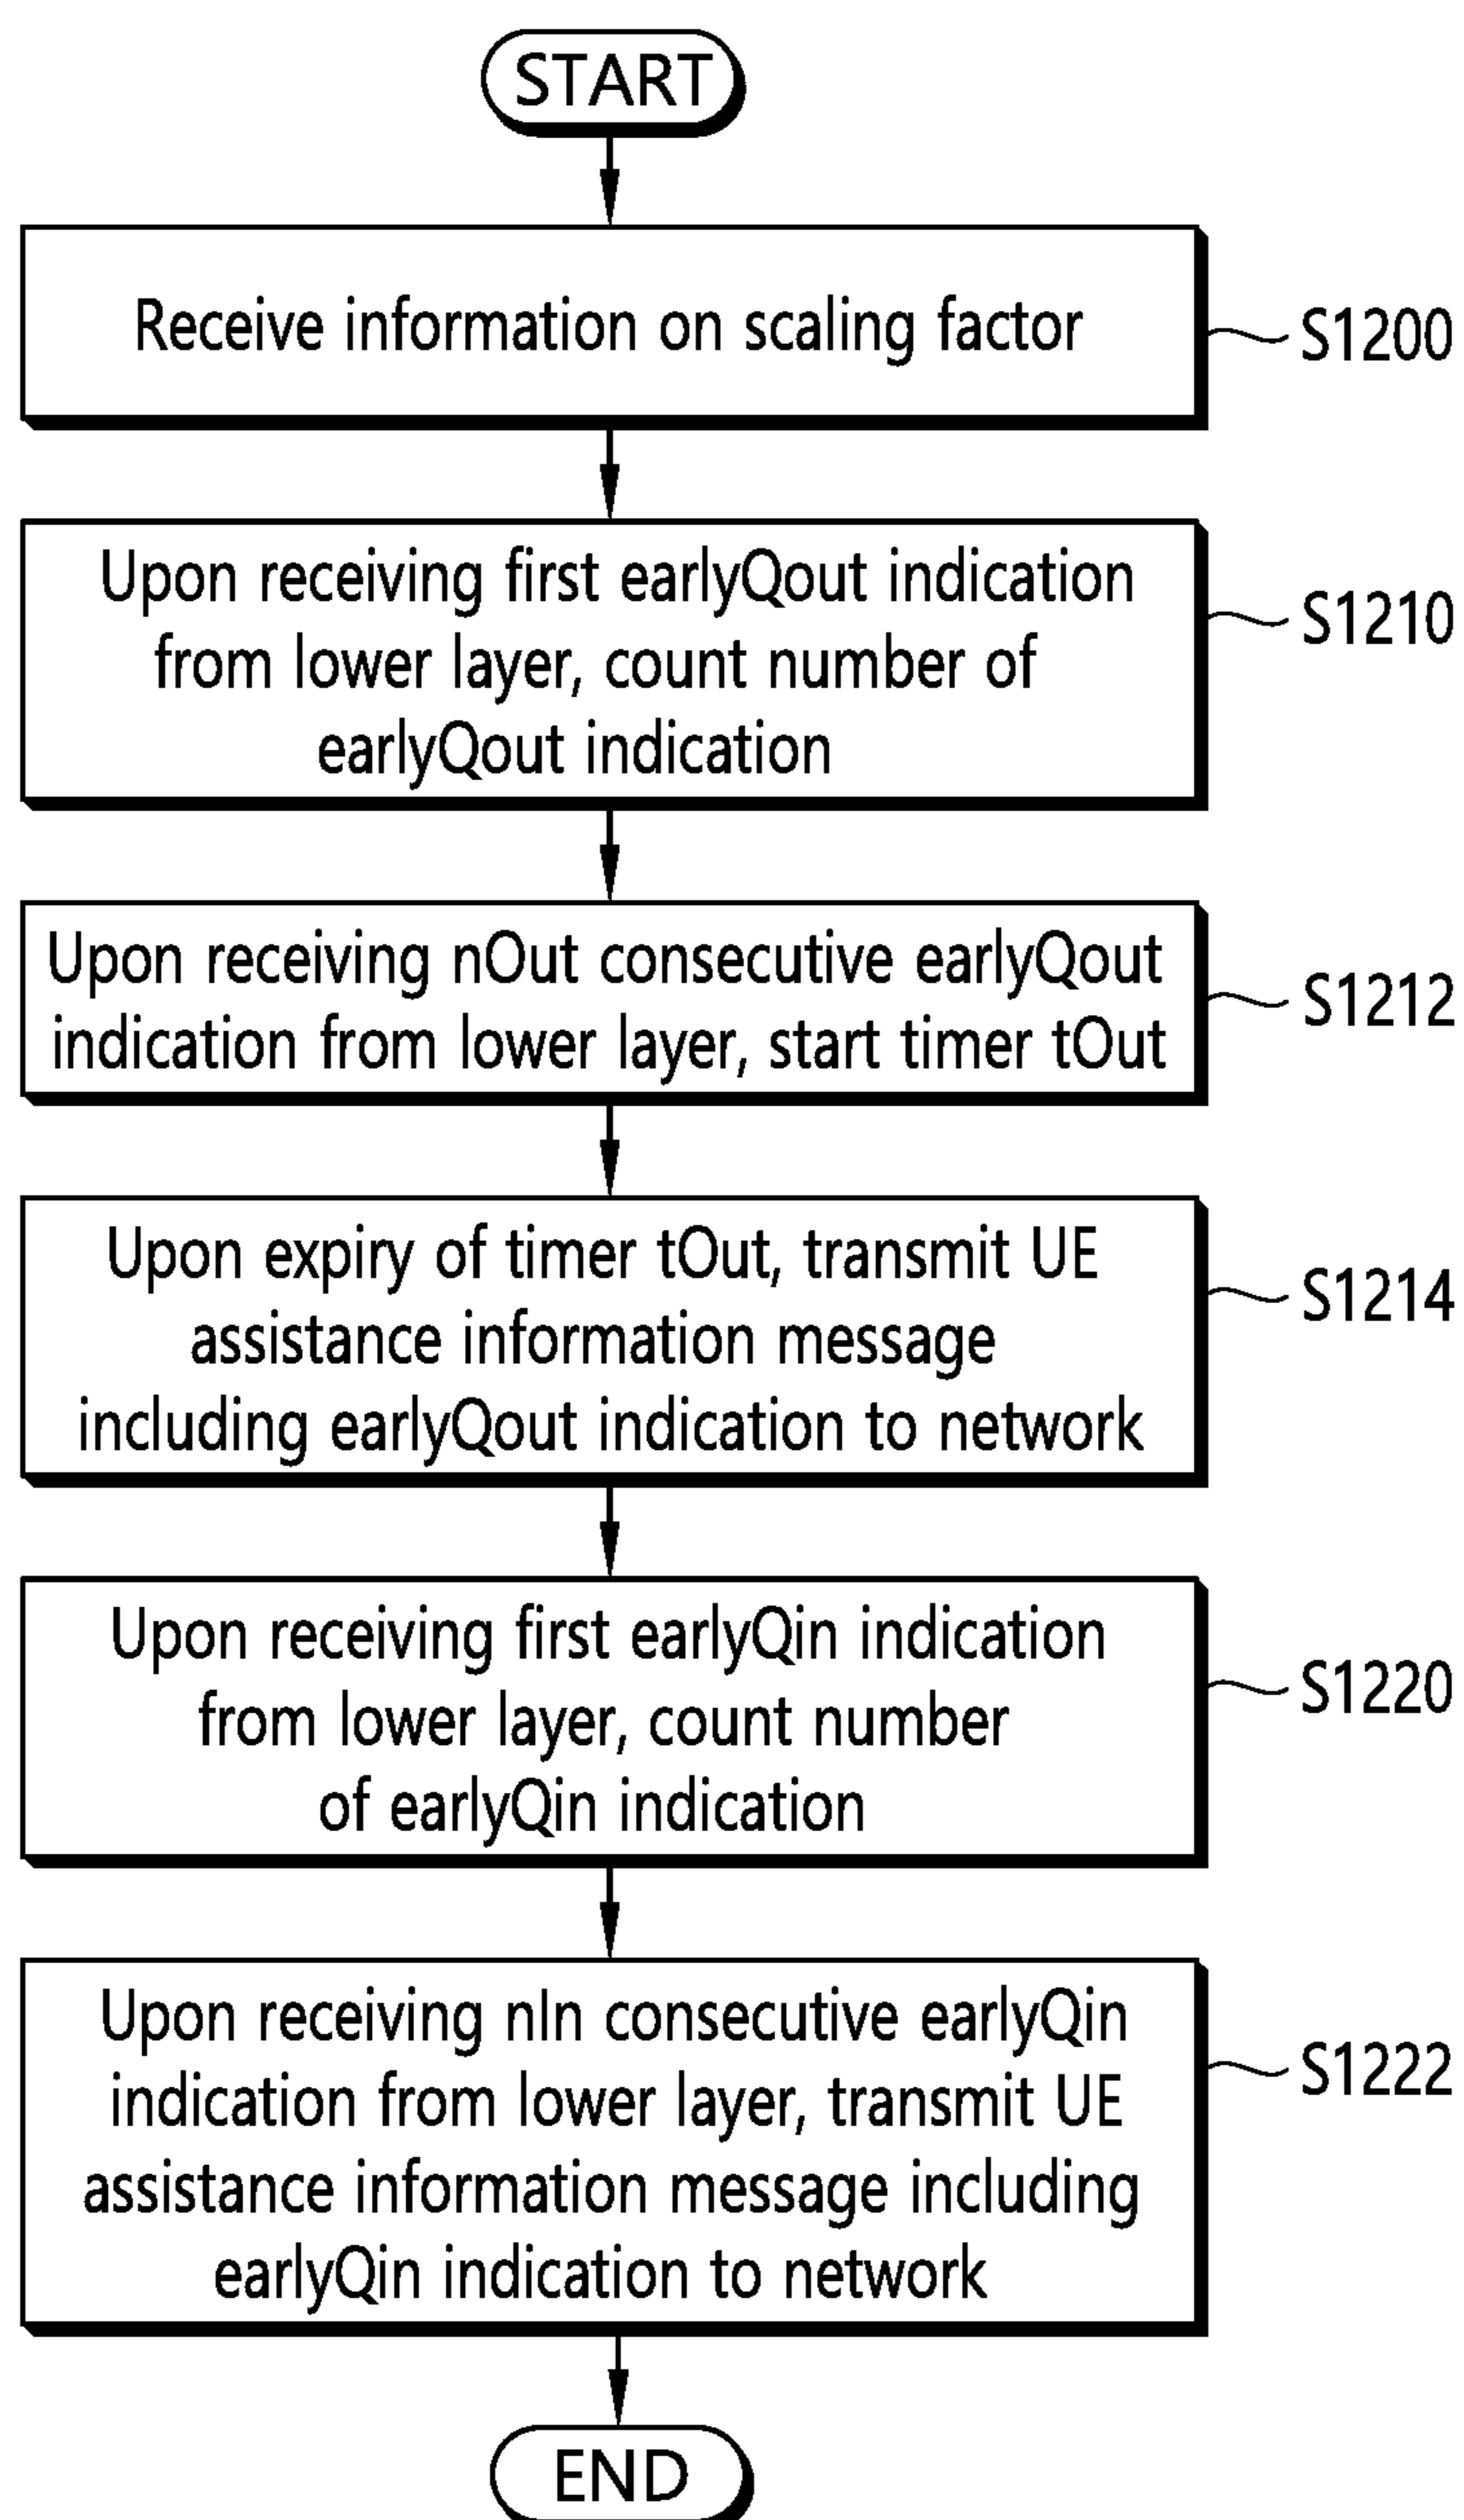 START
Receive information on scaling factor
S1200
Upon receiving first earlyQout indication
from lower layer, count number of
earlyQout indication
S1210
Upon receiving nOut consecutive earlyQout
indication from lower layer, start timer tOut
S1212
Upon expiry of timer tOut, transmit UE
assistance information message
including earlyQout indication to network
S1214
Upon receiving first earlyQin indication
from lower layer, count number
of earlyQin indication
S1220
Upon receiving nIn consecutive earlyQin
indication from lower layer, transmit UE
assistance information message including
earlyQin indication to network
S1222
END